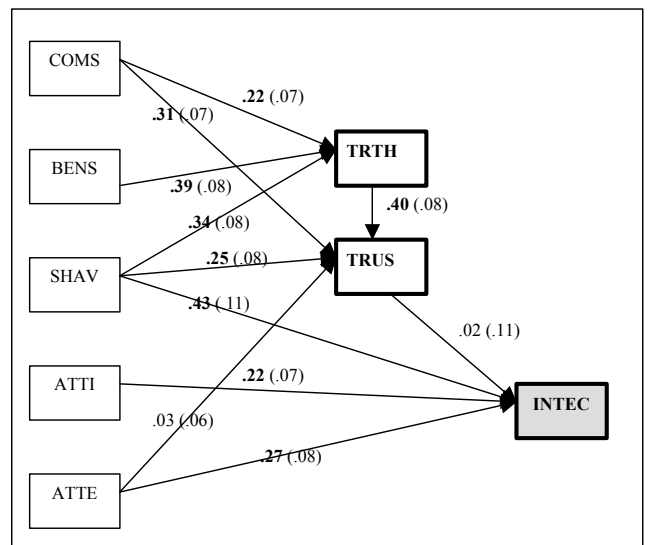 COMS
.22 (.07)
.31 (.07)
TRTH
BENS
.39 (.08)
.40 (.08)
.34 (.08)
TRUS
.25 (.08)
SHAV
.43 (.11)
.02 (.11)
ATTI
.22 (.07)
INTEC
.03 (.06)
.27 (.08)
ATTE